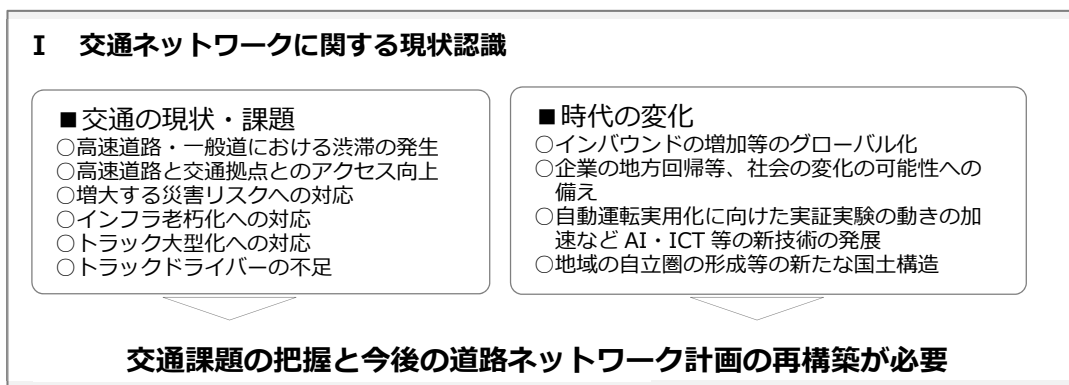 Ⅰ 交通ネットワークに関する現状認識
■交通の現状・課題
○高速道路・一般道における渋滞の発生
○高速道路と交通拠点とのアクセス向上
○増大する災害リスクへの対応
○インフラ老朽化への対応
○トラック大型化への対応
○トラックドライバーの不足
■時代の変化
○インバウンドの増加等のグローバル化
○企業の地方回帰等、社会の変化の可能性への
備え
○自動運転実用化に向けた実証実験の動きの加
速など AI・ICT 等の新技術の発展
○地域の自立圏の形成等の新たな国土構造
交通課題の把握と今後の道路ネットワーク計画の再構築が必要